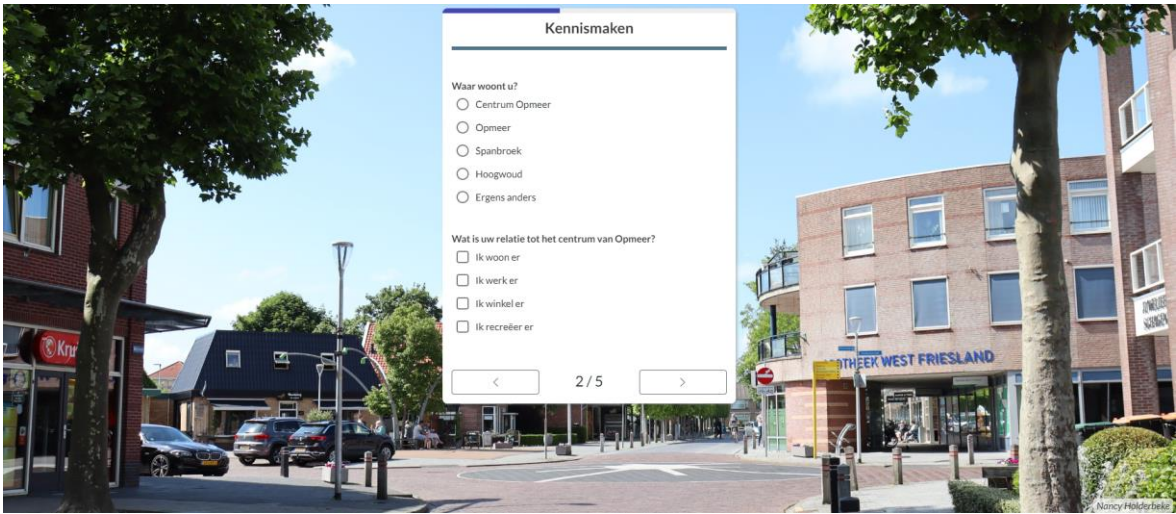 Kennismaken
Waar woont u?
Centrum Opmeer
Opmeer
Spanbroek
Hoogwoud
Ergens anders
Wat is uw relatie tot het centrum van Opmeer?
Ik woon er
Ik werk er
Ik winkel er
Ik recreëer er
< 2 / 5 >
Kru
THEEK WEST FRIESLAND
Nancy Holderbeke